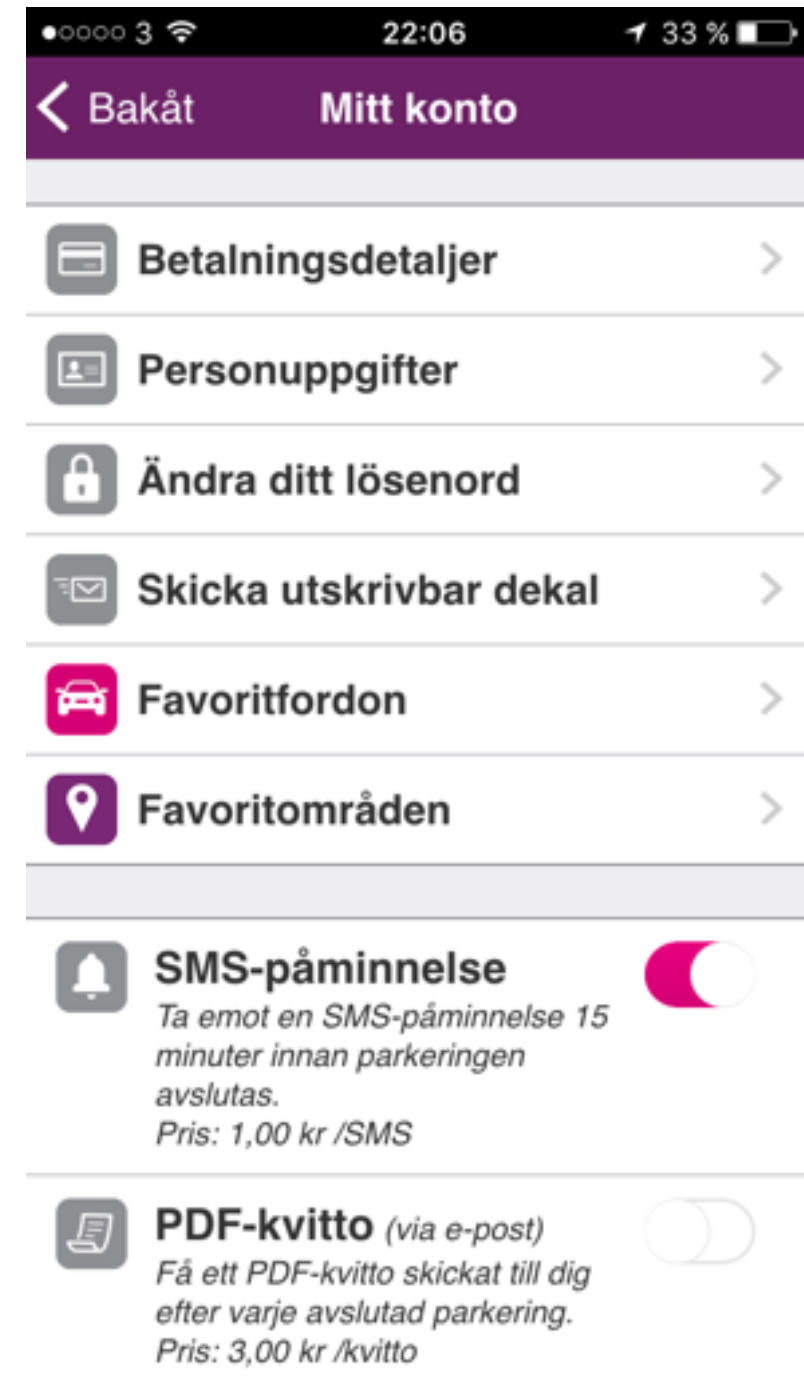 3 22:06 33 %
Bakåt Mitt konto
Betalningsdetaljer
Personuppgifter
Ändra ditt lösenord
Skicka utskrivbar dekal
Favoritfordon
Favoritområden
SMS-påminnelse
Ta emot en SMS-påminnelse 15
minuter innan parkeringen
avslutas.
Pris: 1,00 kr /SMS
PDF-kvitto (via e-post)
Få ett PDF-kvitto skickat till dig
efter varje avslutad parkering.
Pris: 3,00 kr /kvitto